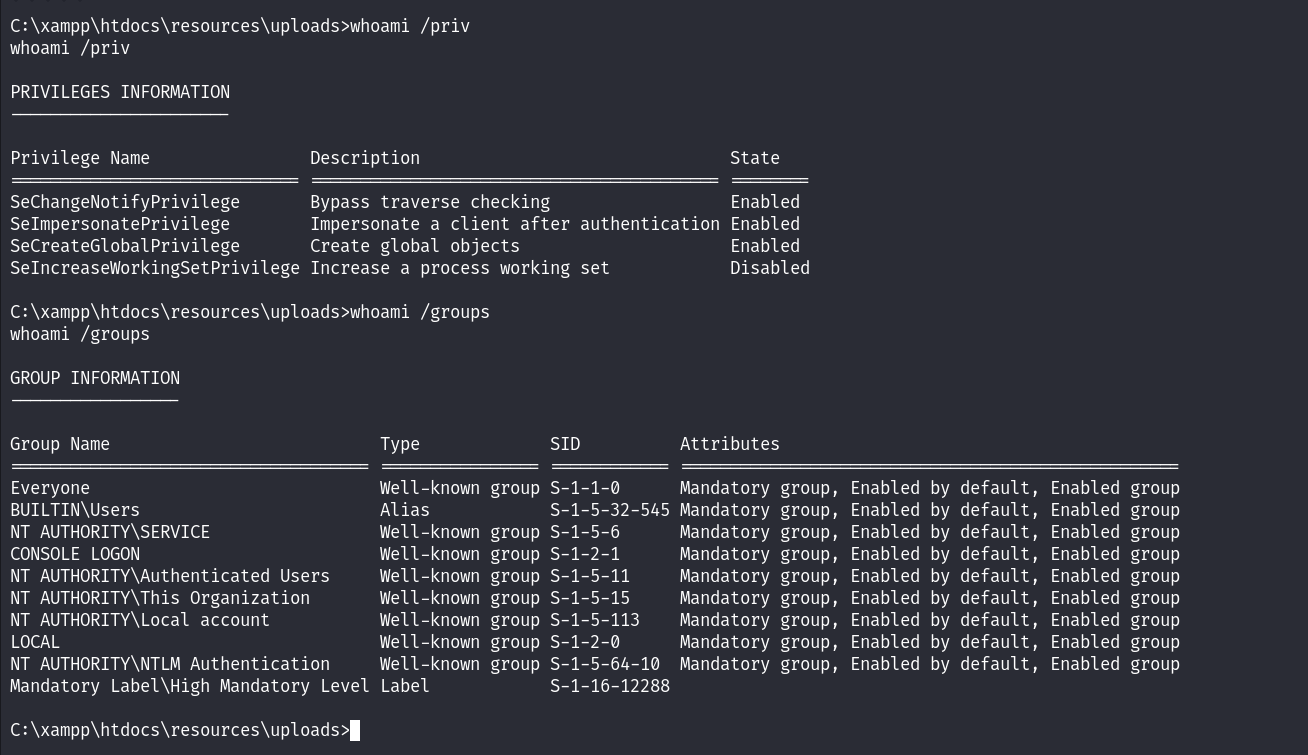 C:\xampp\htdocs\resources\uploads>whoami /priv
whoami /priv
PRIVILEGES INFORMATION
----------------------
Privilege Name                Description                               State
============================= ========================================= ========
SeChangeNotifyPrivilege       Bypass traverse checking                  Enabled
SeImpersonatePrivilege        Impersonate a client after authentication Enabled
SeCreateGlobalPrivilege       Create global objects                     Enabled
SeIncreaseWorkingSetPrivilege Increase a process working set            Disabled
C:\xampp\htdocs\resources\uploads>whoami /groups
whoami /groups
GROUP INFORMATION
-----------------
Group Name                           Type             SID          Attributes
==================================== ================ ============ ==================================================
Everyone                             Well-known group S-1-1-0      Mandatory group, Enabled by default, Enabled group
BUILTIN\Users                        Alias            S-1-5-32-545 Mandatory group, Enabled by default, Enabled group
NT AUTHORITY\SERVICE                 Well-known group S-1-5-6      Mandatory group, Enabled by default, Enabled group
CONSOLE LOGON                        Well-known group S-1-2-1      Mandatory group, Enabled by default, Enabled group
NT AUTHORITY\Authenticated Users     Well-known group S-1-5-11     Mandatory group, Enabled by default, Enabled group
NT AUTHORITY\This Organization       Well-known group S-1-5-15     Mandatory group, Enabled by default, Enabled group
NT AUTHORITY\Local account           Well-known group S-1-5-113    Mandatory group, Enabled by default, Enabled group
LOCAL                                Well-known group S-1-2-0      Mandatory group, Enabled by default, Enabled group
NT AUTHORITY\NTLM Authentication     Well-known group S-1-5-64-10  Mandatory group, Enabled by default, Enabled group
Mandatory Label\High Mandatory Level Label            S-1-16-12288
C:\xampp\htdocs\resources\uploads>